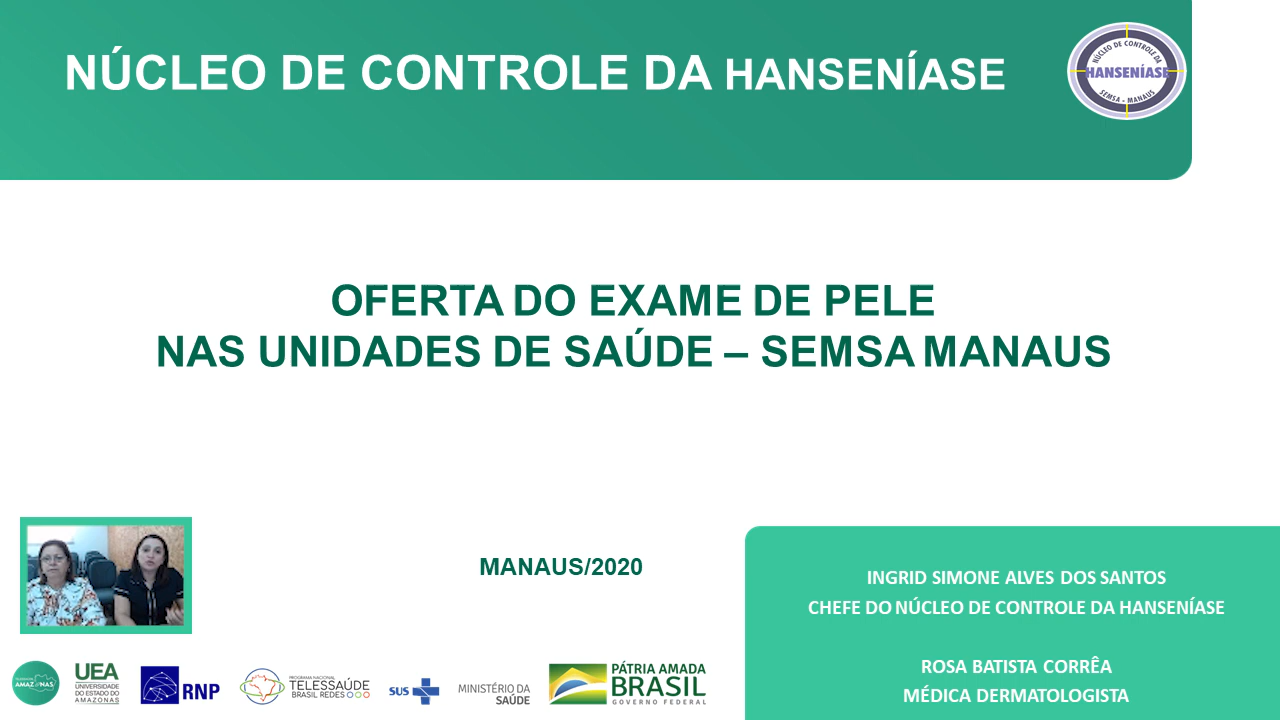 NÚCLEO DE CONTROLE DA HANSENÍASE
NÚCLEO DE CONTROLE DA
HANSENÍASE
SEMSA - MANAUS
OFERTA DO EXAME DE PELE
NAS UNIDADES DE SAÚDE – SEMSA MANAUS
MANAUS/2020
INGRID SIMONE ALVES DOS SANTOS
CHEFE DO NÚCLEO DE CONTROLE DA HANSENÍASE
ROSA BATISTA CORRÊA
MÉDICA DERMATOLOGISTA
AMAZONAS
UEA
UNIVERSIDADE
DO ESTADO DO
AMAZONAS
RNP
PROGRAMA NACIONAL
TELESSAÚDE
BRASIL REDES
SUS
MINISTÉRIO DA
SAÚDE
PÁTRIA AMADA
BRASIL
GOVERNO FEDERAL